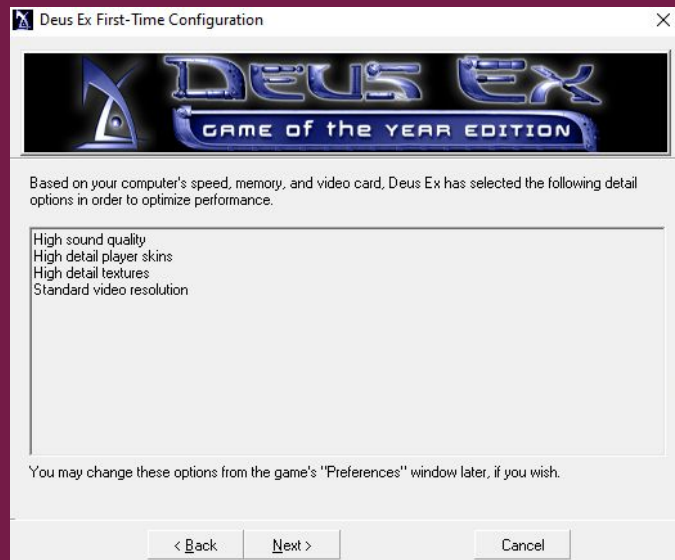 Deus Ex First-Time Configuration
DEUS EX
GAME OF THE YEAR EDITION
Based on your computer's speed, memory, and video card, Deus Ex has selected the following detail
options in order to optimize performance.
High sound quality
High detail player skins
High detail textures
Standard video resolution
You may change these options from the game's "Preferences" window later, if you wish.
< Back
Next >
Cancel